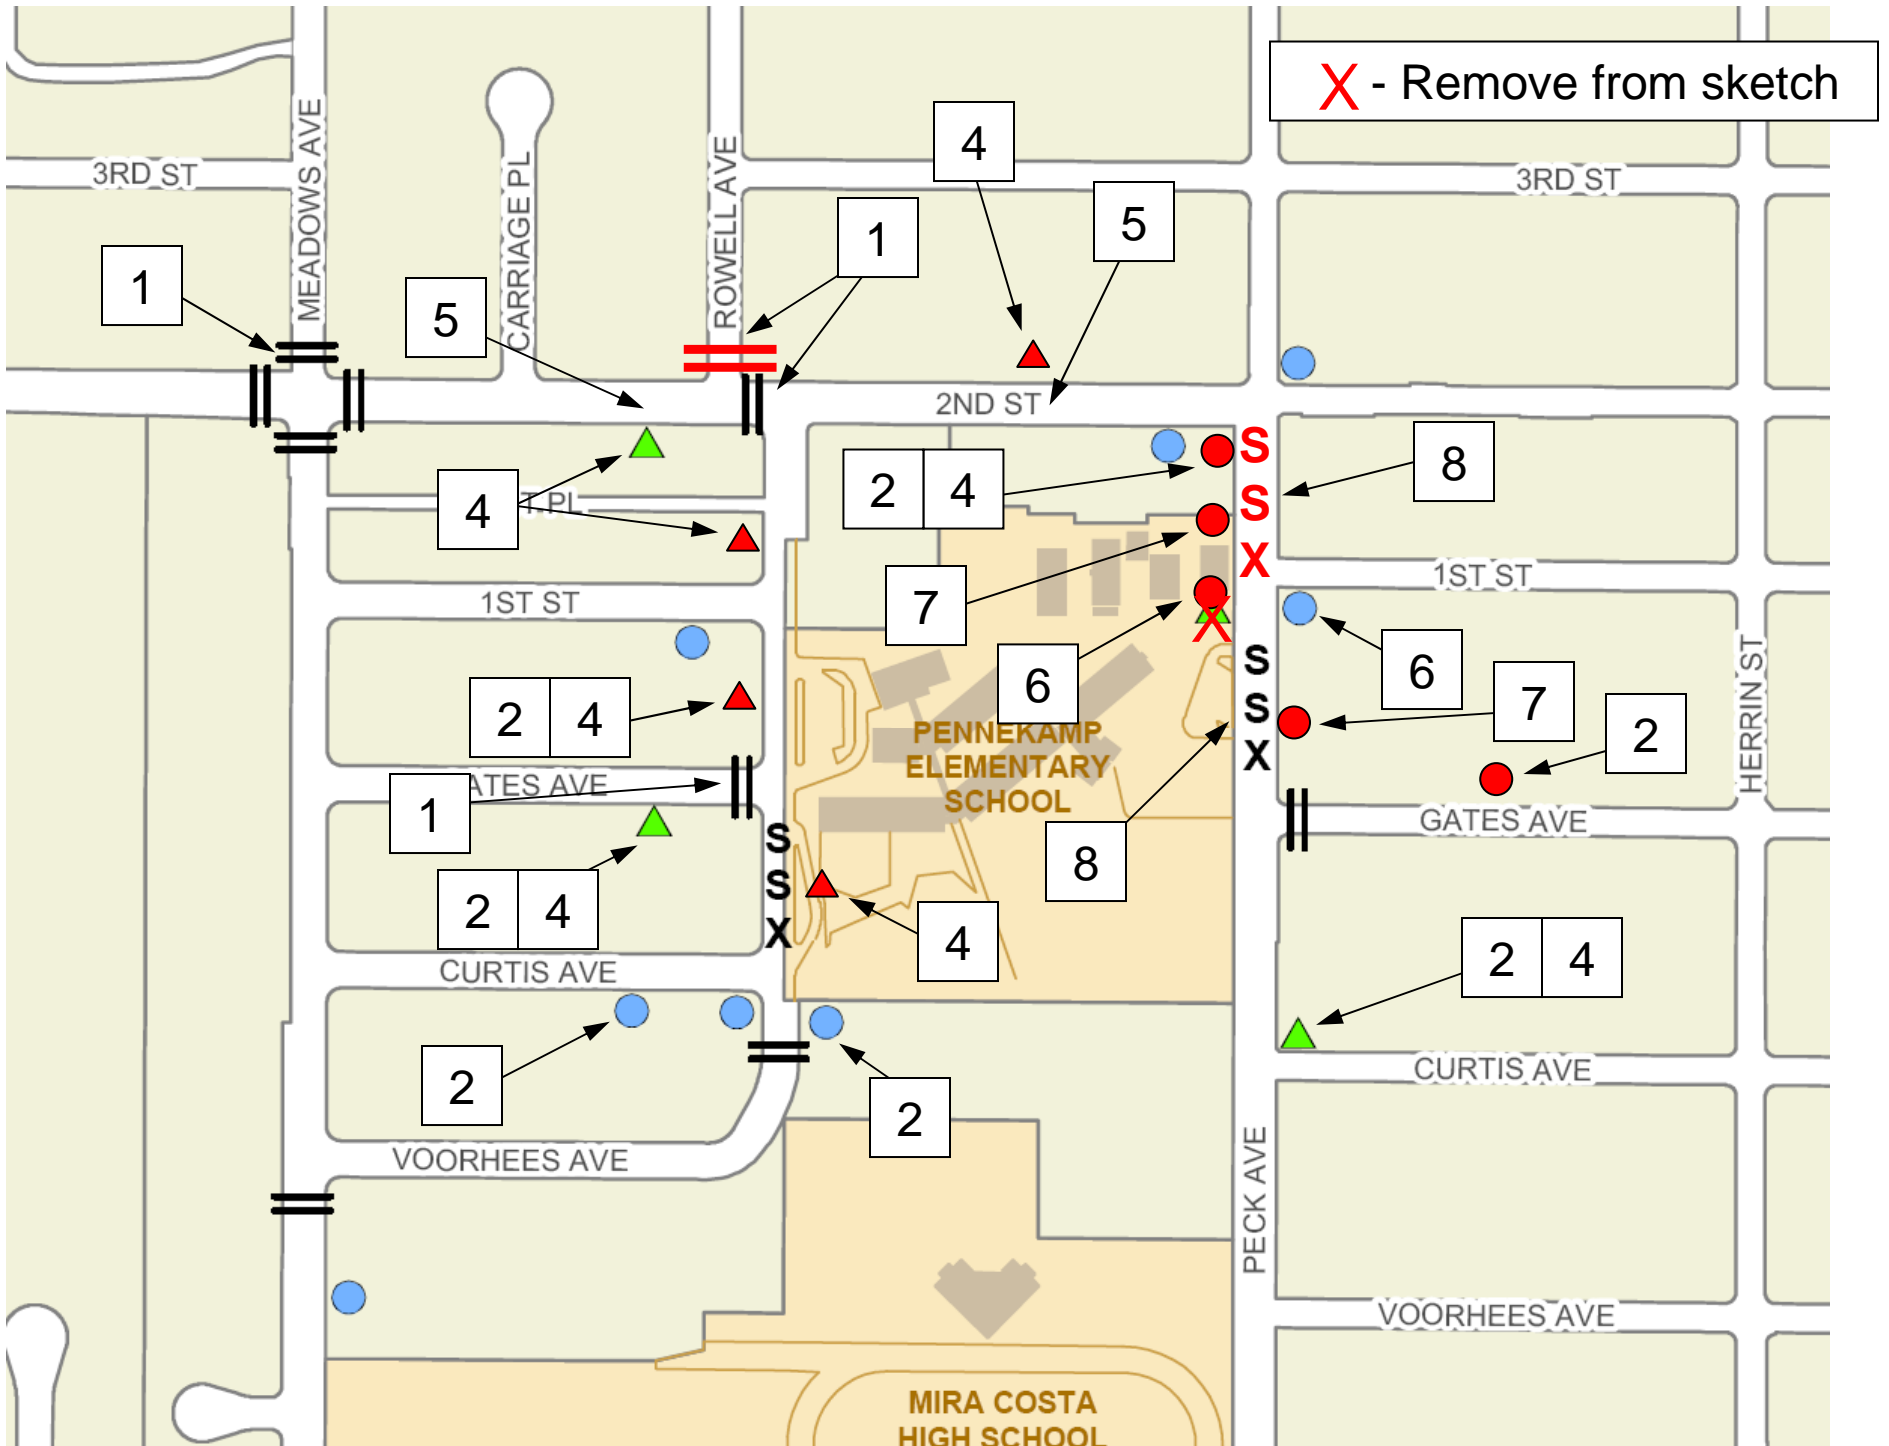 X - Remove from sketch
MEADOWS AVE
CARRIAGE PL
ROWELL AVE
4
3RD ST
3RD ST
5
1
1
5
2ND ST
8
2 4
4
T PL
1ST ST
1ST ST
7
S
S
X
X
6
6
7
2
HERRIN ST
2 4
S
S
X
PENNEKAMP
ELEMENTARY
SCHOOL
ATES AVE
1
GATES AVE
S
S
X
8
2 4
4
2 4
CURTIS AVE
CURTIS AVE
2
2
VOORHEES AVE
PECK AVE
VOORHEES AVE
MIRA COSTA
HIGH SCHOOL